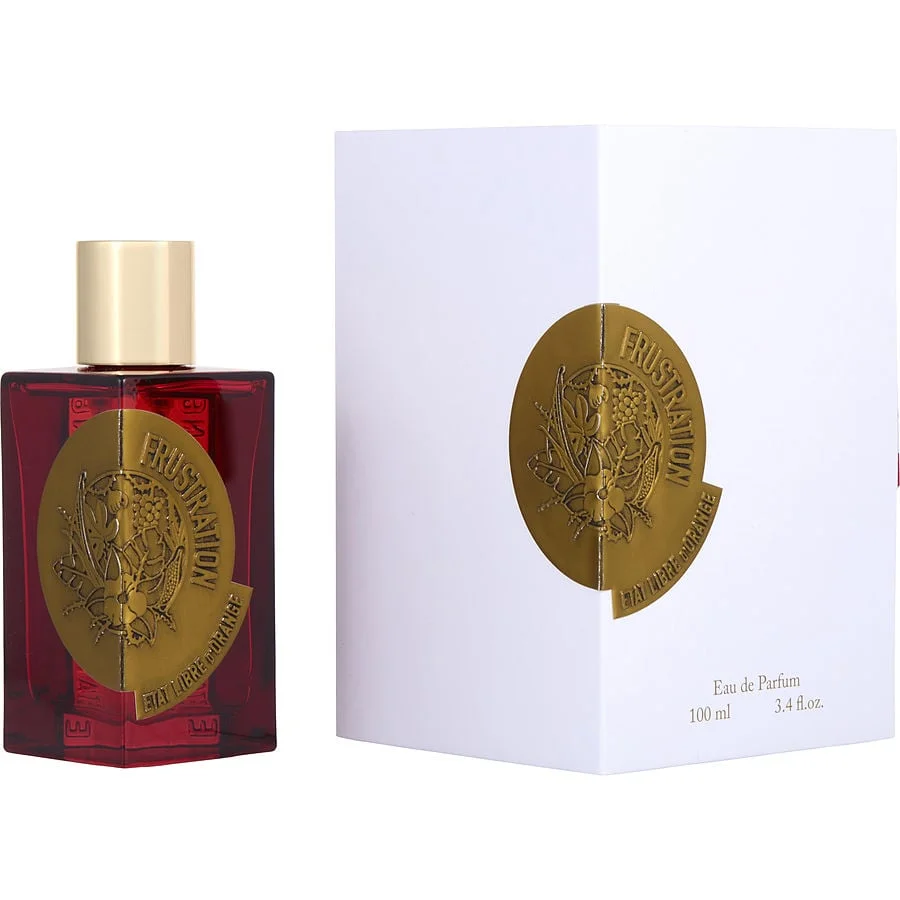 FRUSTRATION
ETAT LIBRE D'ORANGE
FRUSTRATION
ETAT LIBRE D'ORANGE
Eau de Parfum
100 ml 3.4 fl.oz.